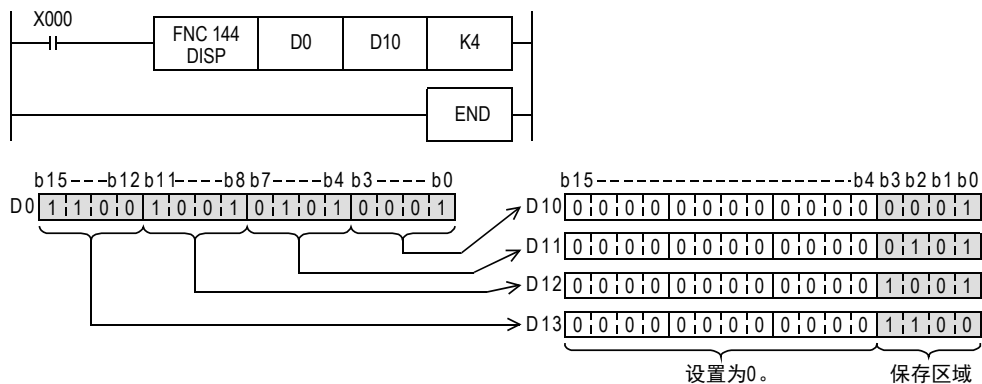 X000
FNC 144 DISP D0 D10 K4
END
b15---b12 b11----b8 b7----b4 b3----b0
D0 1 1 0 0 1 0 0 1 0 1 0 1 0 0 0 1
b15--------------------b4 b3 b2 b1 b0
D10 0 0 0 0 0 0 0 0 0 0 0 0 0 0 0 1
D11 0 0 0 0 0 0 0 0 0 0 0 0 0 1 0 1
D12 0 0 0 0 0 0 0 0 0 0 0 0 1 0 0 1
D13 0 0 0 0 0 0 0 0 0 0 0 0 1 1 0 0
设置为0。 保存区域